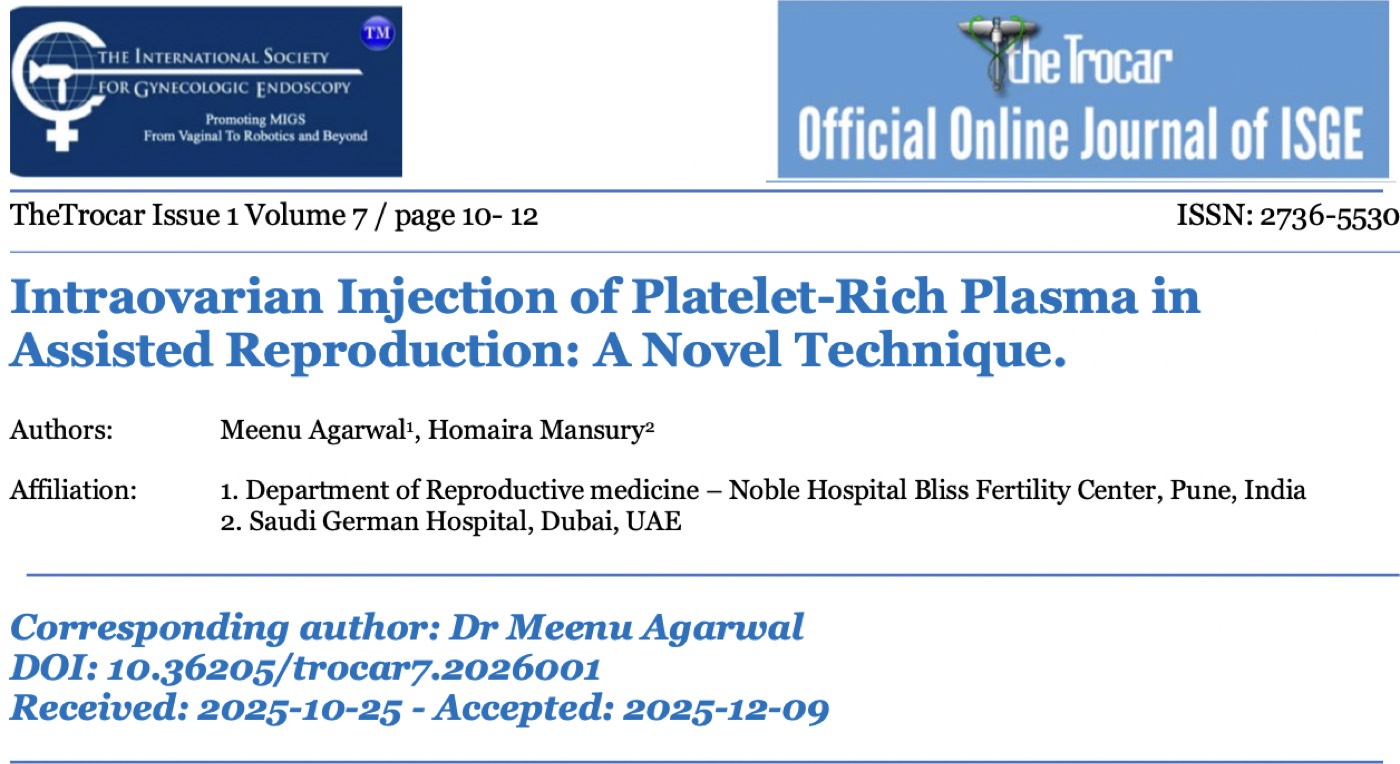 THE INTERNATIONAL SOCIETY
FOR GYNECOLOGIC ENDOSCOPY
Promoting MIGS
From Vaginal To Robotics and Beyond
TM
theTrocar
Official Online Journal of ISGE
TheTrocar Issue 1 Volume 7 / page 10- 12
ISSN: 2736-5530
Intraovarian Injection of Platelet-Rich Plasma in
Assisted Reproduction: A Novel Technique.
Authors: Meenu Agarwal¹, Homaira Mansury²
Affiliation: 1. Department of Reproductive medicine – Noble Hospital Bliss Fertility Center, Pune, India
2. Saudi German Hospital, Dubai, UAE
Corresponding author: Dr Meenu Agarwal
DOI: 10.36205/trocar7.2026001
Received: 2025-10-25 - Accepted: 2025-12-09